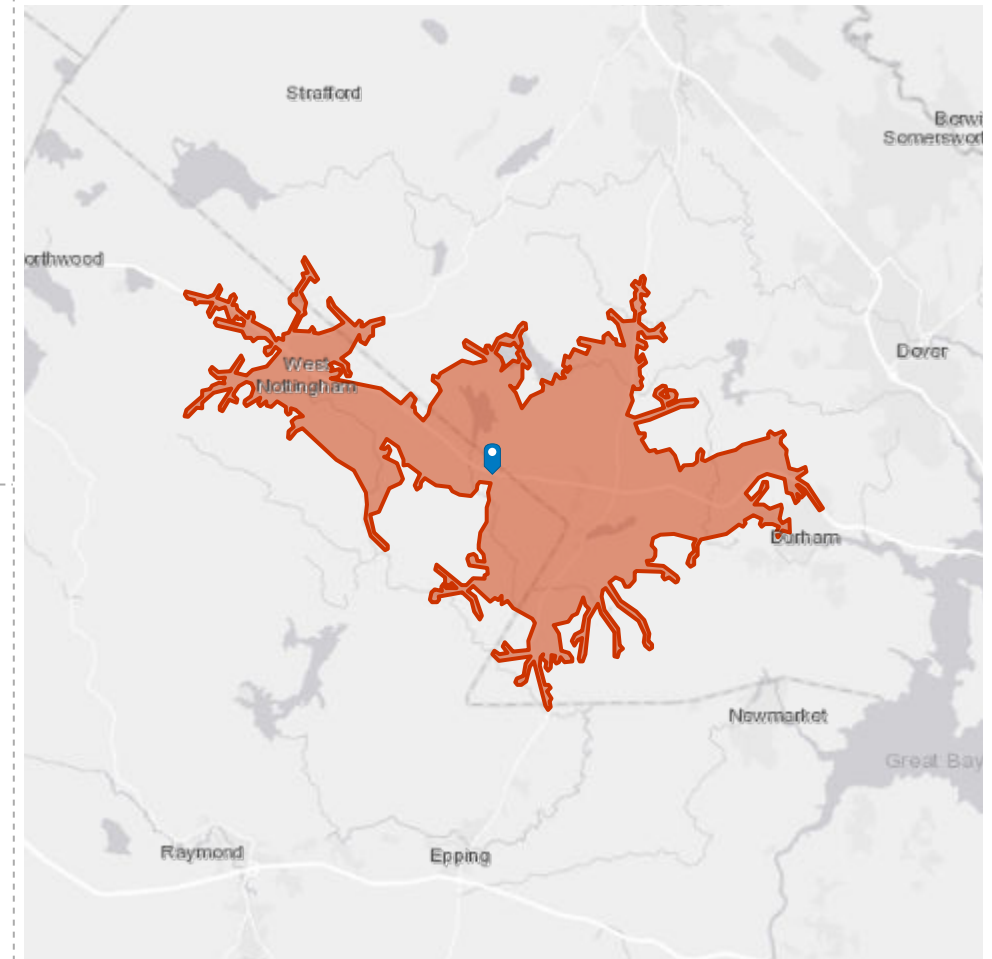 Strafford
Berwi
Somerswort
orthwood
Dover
West
Nottingham
Durham
Newmarket
Great Bay
Raymond
Epping